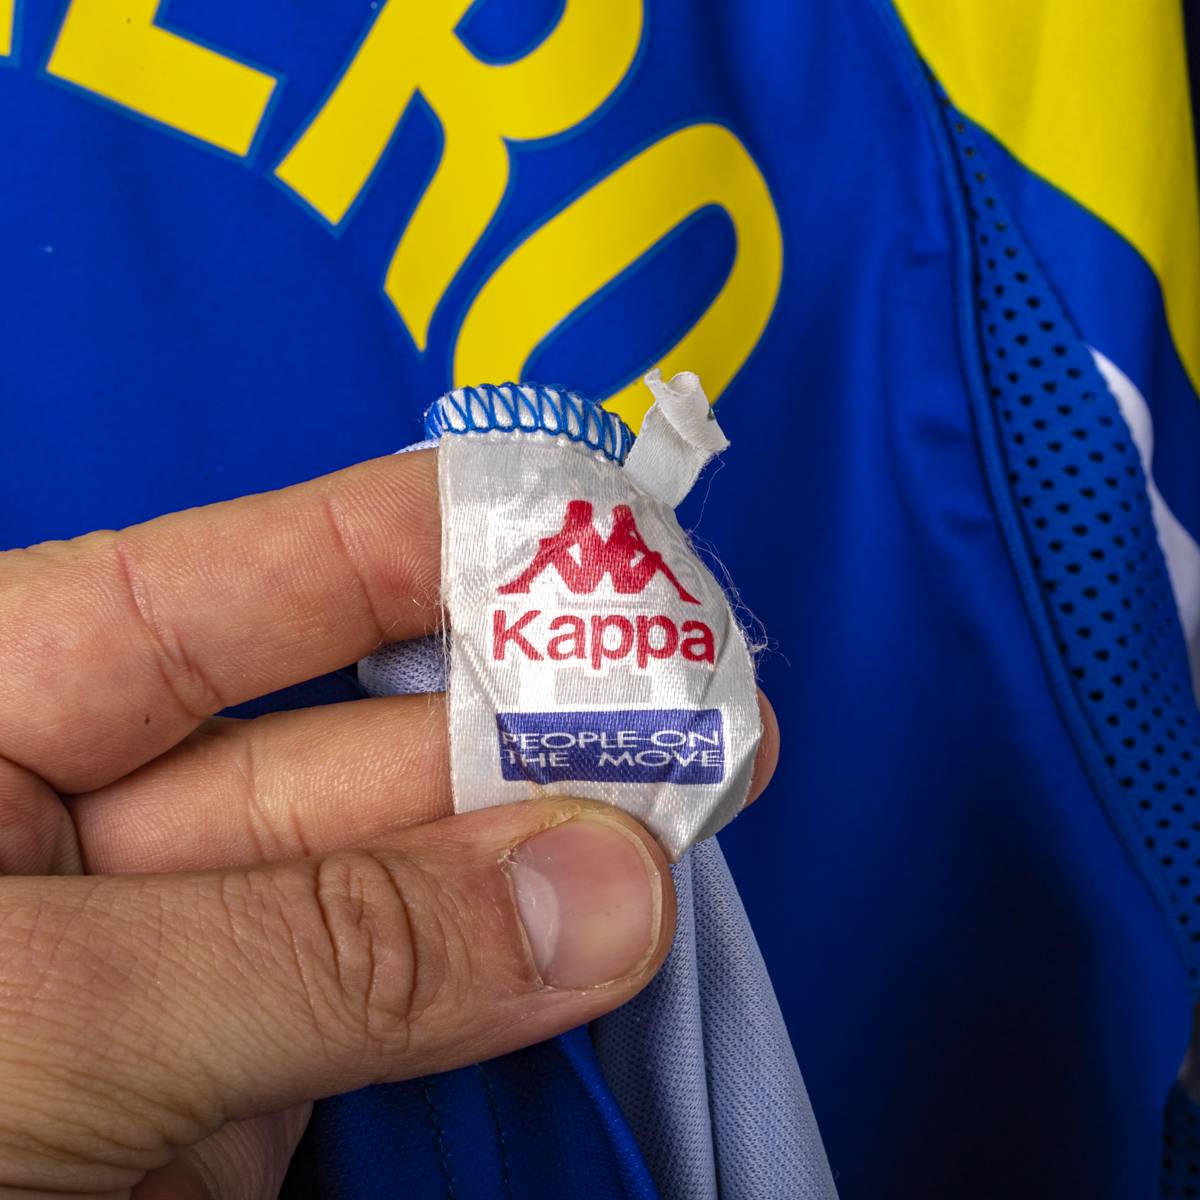 ERO
Kappa
PEOPLE ON
THE MOVE